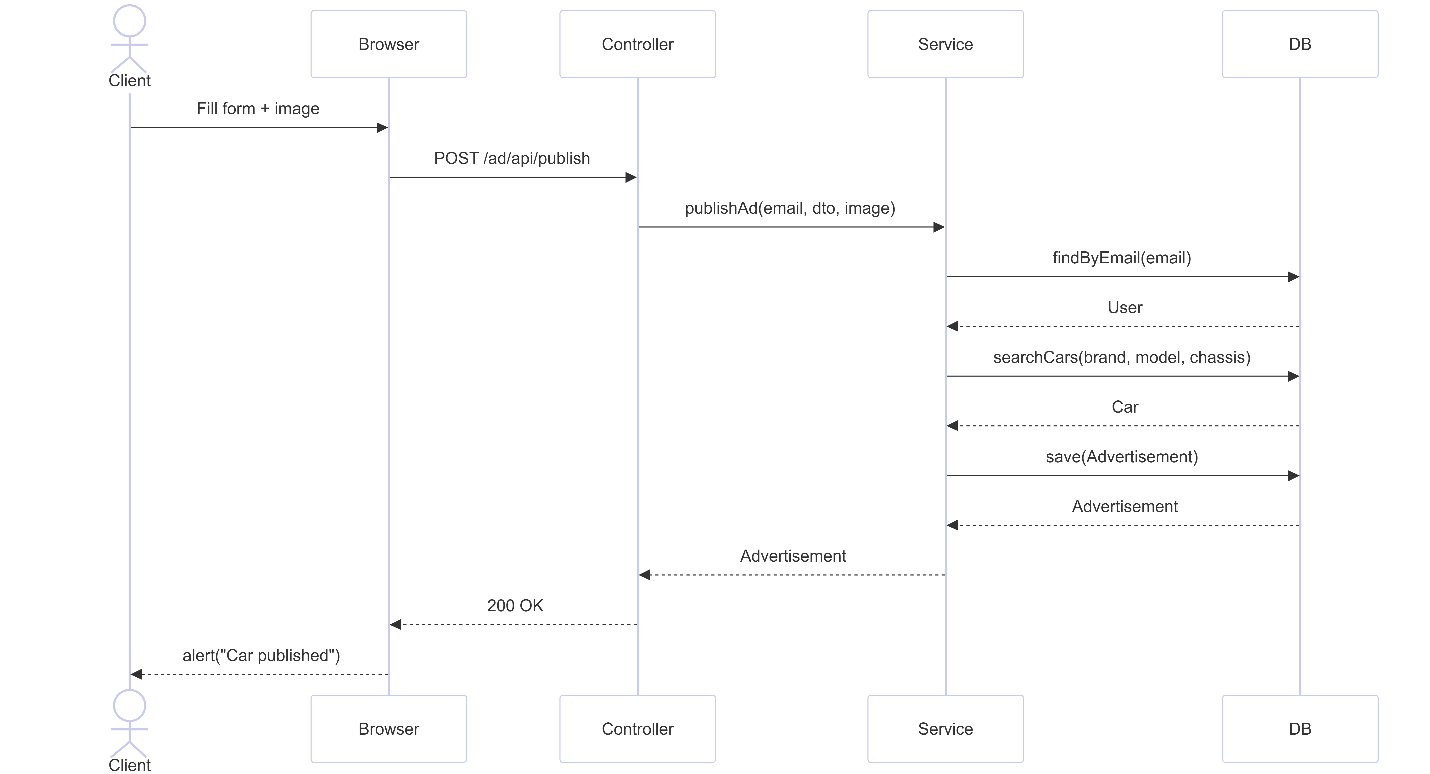 Client
Browser
Controller
Service
DB
Fill form + image
POST /ad/api/publish
publishAd(email, dto, image)
findByEmail(email)
User
searchCars(brand, model, chassis)
Car
save(Advertisement)
Advertisement
Advertisement
200 OK
alert("Car published")
Client
Browser
Controller
Service
DB